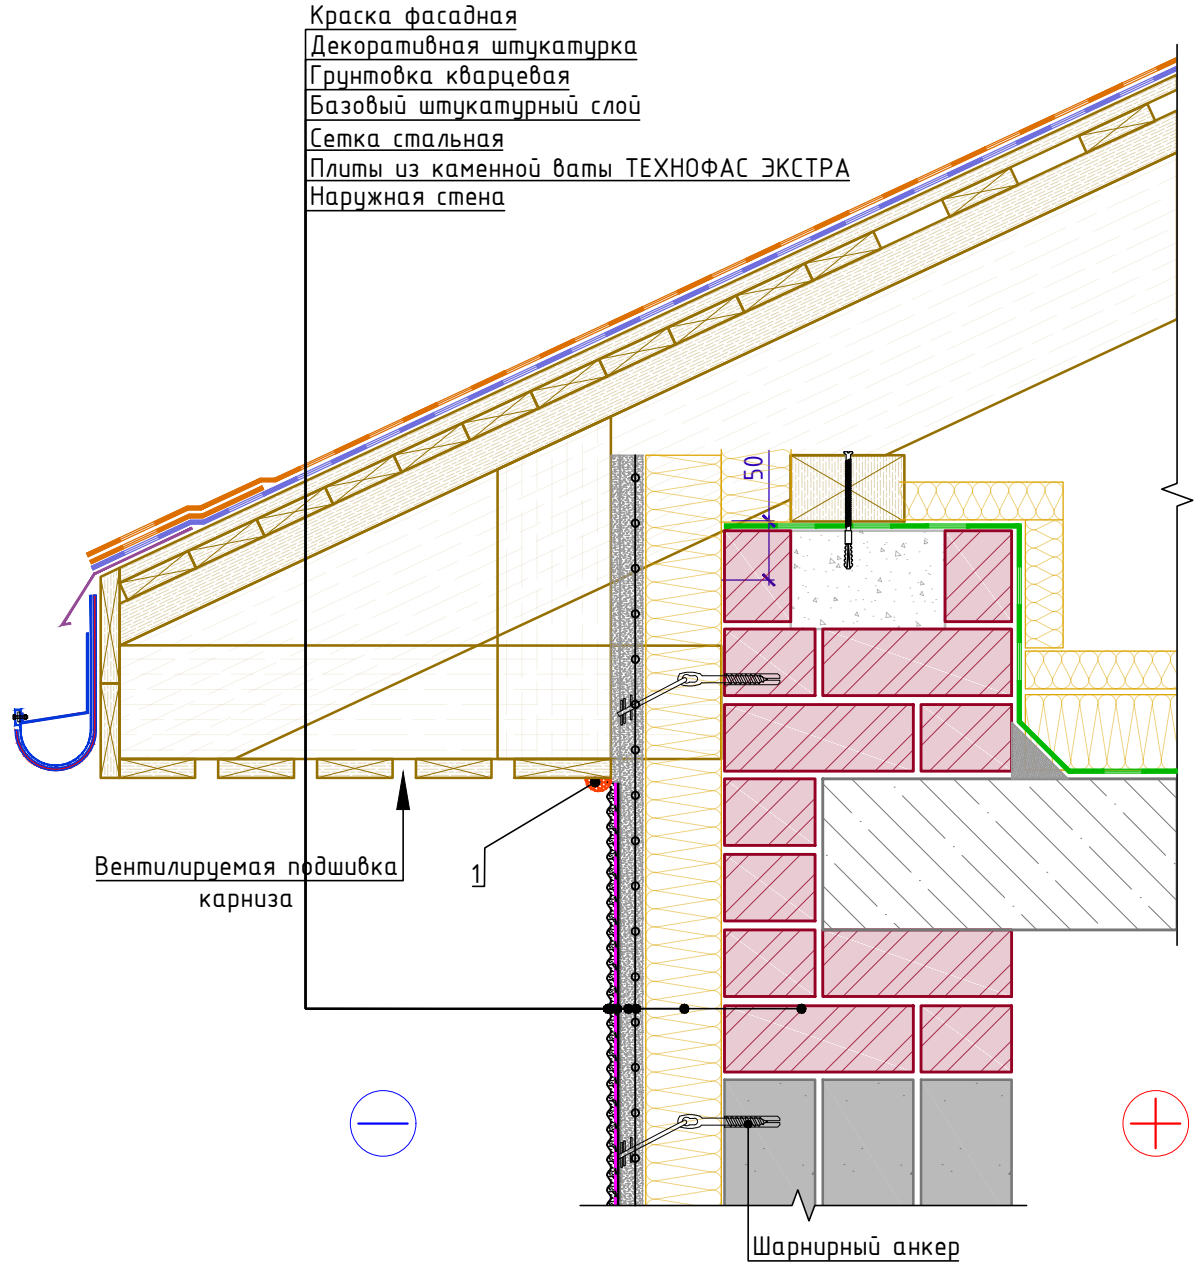 Краска фасадная
Декоративная штукатурка
Грунтовка кварцевая
Базовый штукатурный слой
Сетка стальная
Плиты из каменной ваты ТЕХНОФАС ЭКСТРА
Наружная стена
50
Вентилируемая подшивка
карниза
1
Шарнирный анкер